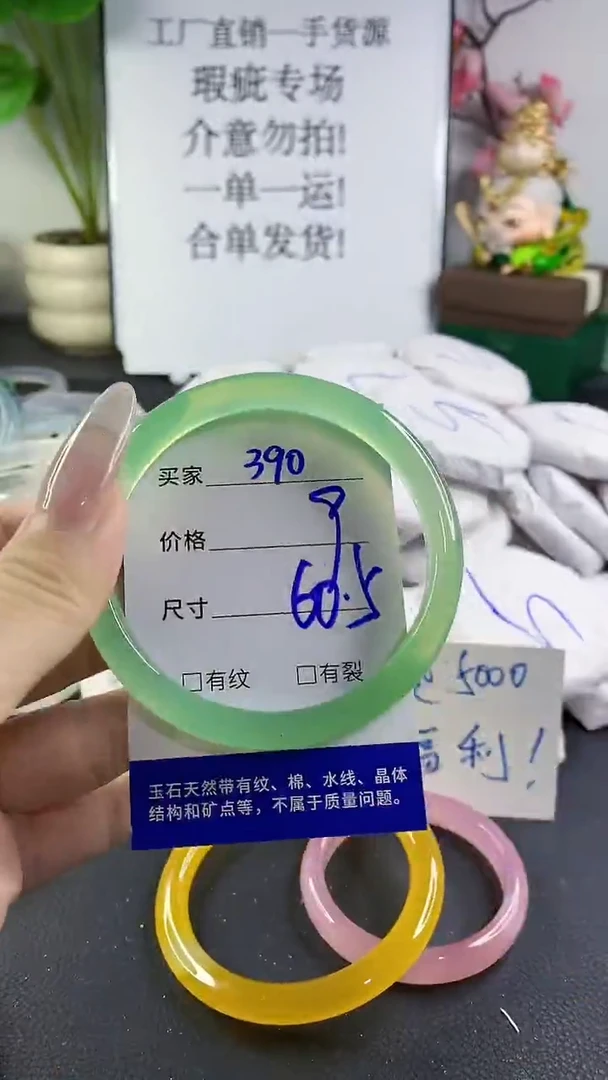 工厂直销一手货源
瑕疵专场
介意勿拍!
一单一运!
合单发货!
买家 390
价格
尺寸 60.5
□有纹 □有裂
5000
福利!
玉石天然带有纹、棉、水线、晶体
结构和矿点等，不属于质量问题。